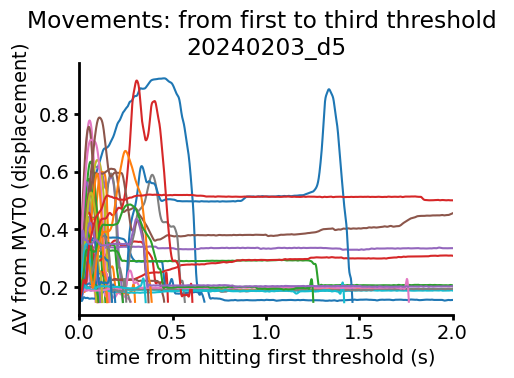 Movements: from first to third threshold
20240203_d5
ΔV from MVT0 (displacement)
0.8
0.6
0.4
0.2
0.0
0.5
1.0
1.5
2.0
time from hitting first threshold (s)